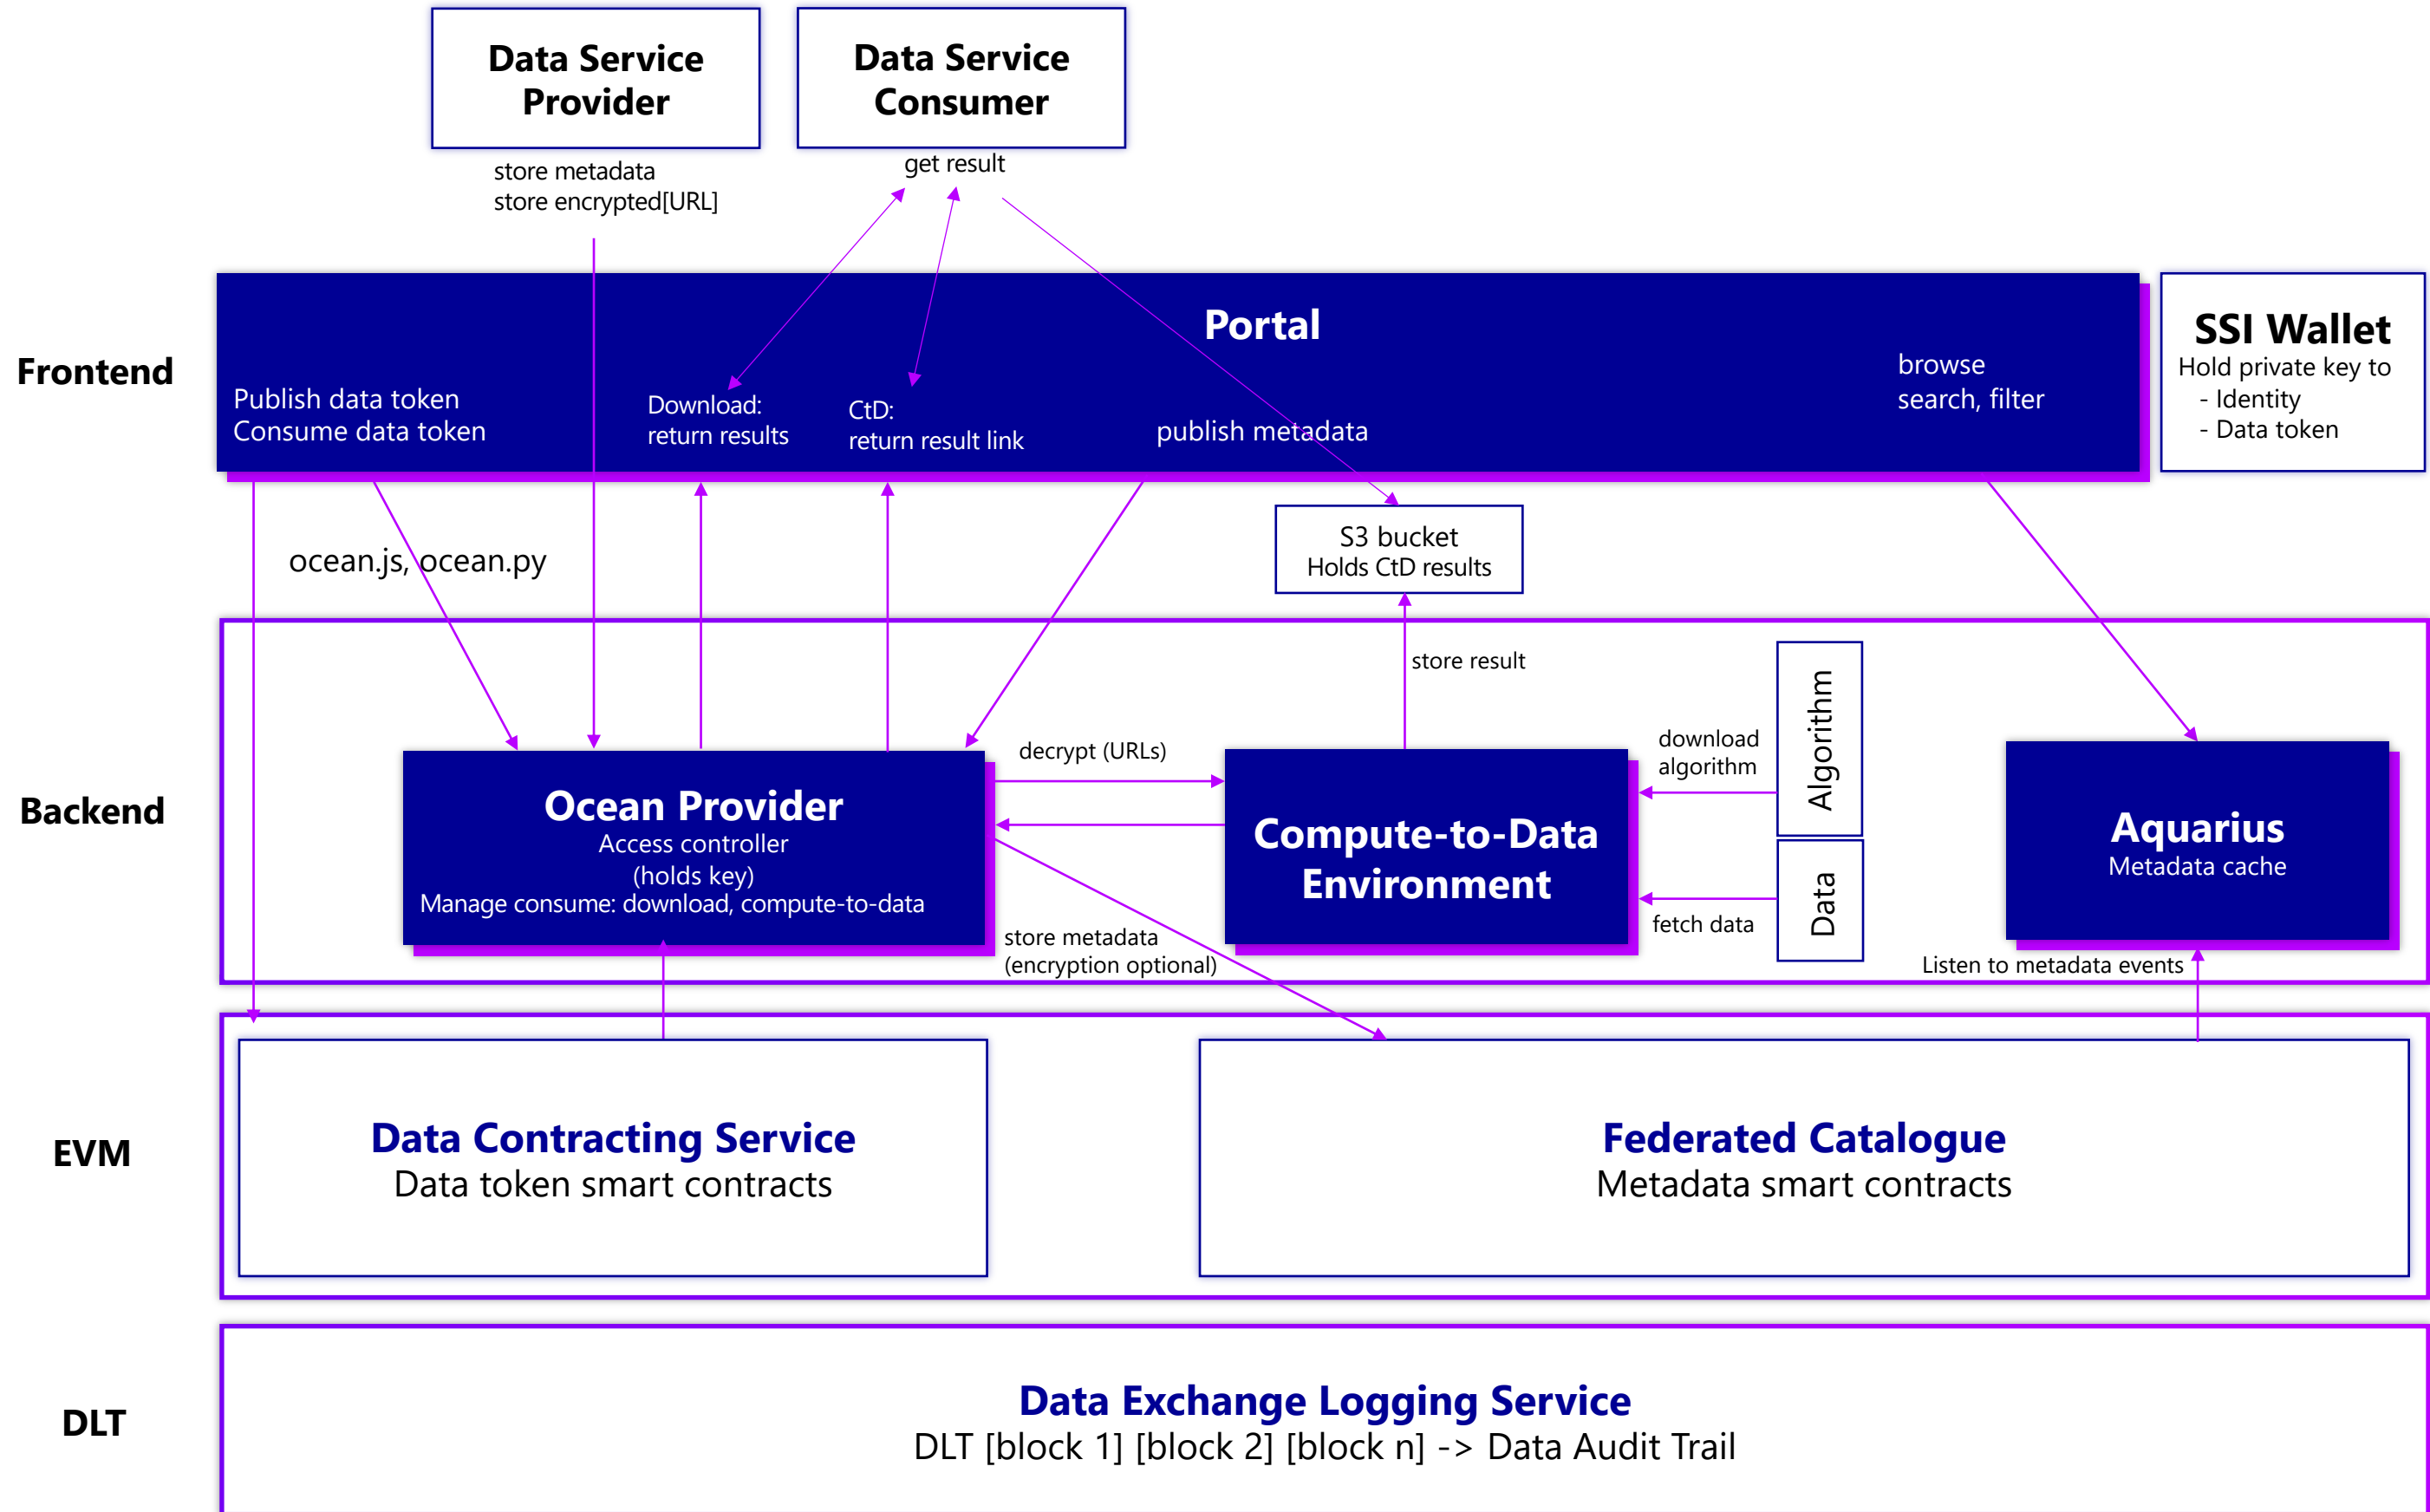 Data Service
Provider
Data Service
Consumer
store metadata
store encrypted[URL]
get result
Frontend
Portal
Publish data token
Consume data token
Download:
return results
CtD:
return result link
publish metadata
browse
search, filter
SSI Wallet
Hold private key to
- Identity
- Data token
ocean.js, ocean.py
S3 bucket
Holds CtD results
Backend
store result
decrypt (URLs)
download
algorithm
Algorithm
Ocean Provider
Access controller
(holds key)
Manage consume: download, compute-to-data
Compute-to-Data
Environment
Data
fetch data
Aquarius
Metadata cache
store metadata
(encryption optional)
Listen to metadata events
EVM
Data Contracting Service
Data token smart contracts
Federated Catalogue
Metadata smart contracts
DLT
Data Exchange Logging Service
DLT [block 1] [block 2] [block n] -> Data Audit Trail